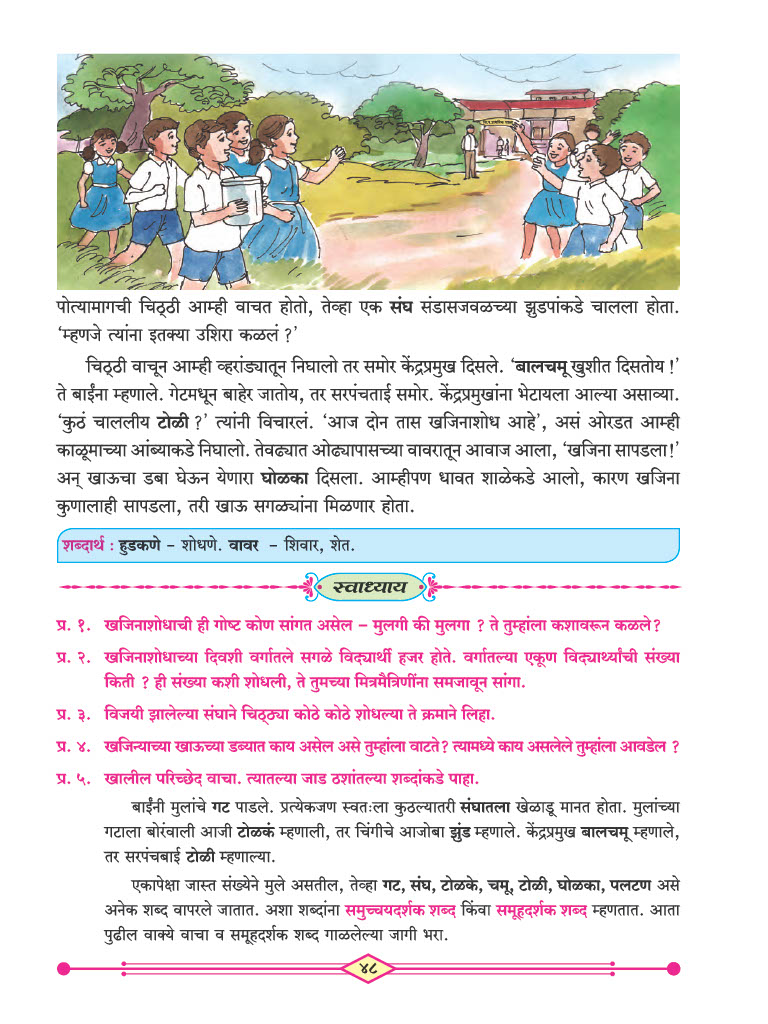 पोत्यामागची चिठ्ठी आम्ही वाचत होतो, तेव्हा एक संघ संडासजवळच्या झुडपांकडे चालला होता.
‘म्हणजे त्यांना इतक्या उशिरा कळलं ?’
चिठ्ठी वाचून आम्ही व्हरांड्यातून निघालो तर समोर केंद्रप्रमुख दिसले. ‘बालचमू खुशीत दिसतोय !’
ते बाईंना म्हणाले. गेटमधून बाहेर जातोय, तर सरपंचताई समोर. केंद्रप्रमुखांना भेटायला आल्या असाव्या.
‘कुठं चाललीय टोळी ?’ त्यांनी विचारलं. ‘आज दोन तास खजिनाशोध आहे’, असं ओरडत आम्ही
काळूमाच्या आंब्याकडे निघालो. तेवढ्यात ओढ्यापासच्या वावरातून आवाज आला, ‘खजिना सापडला!’
अन् खाऊचा डबा घेऊन येणारा घोळका दिसला. आम्हीपण धावत शाळेकडे आलो, कारण खजिना
कुणालाही सापडला, तरी खाऊ सगळ्यांना मिळणार होता.
शब्दार्थ : हुडकणे – शोधणे. वावर – शिवार, शेत.
स्वाध्याय
प्र. १. खजिनाशोधाची ही गोष्ट कोण सांगत असेल – मुलगी की मुलगा ? ते तुम्हांला कशावरून कळले?
प्र. २. खजिनाशोधाच्या दिवशी वर्गातले सगळे विद्यार्थी हजर होते. वर्गातल्या एकूण विद्यार्थ्यांची संख्या
किती ? ही संख्या कशी शोधली, ते तुमच्या मित्रमैत्रिणींना समजावून सांगा.
प्र. ३. विजयी झालेल्या संघाने चिठ्ठ्या कोठे कोठे शोधल्या ते क्रमाने लिहा.
प्र. ४. खजिन्याच्या खाऊच्या डब्यात काय असेल असे तुम्हांला वाटते? त्यामध्ये काय असलेले तुम्हांला आवडेल ?
प्र. ५. खालील परिच्छेद वाचा. त्यातल्या जाड ठशांतल्या शब्दांकडे पाहा.
बाईंनी मुलांचे गट पाडले. प्रत्येकजण स्वतःला कुठल्यातरी संघातला खेळाडू मानत होता. मुलांच्या
गटाला बोरंवाली आजी टोळकं म्हणाली, तर चिंगीचे आजोबा झुंड म्हणाले. केंद्रप्रमुख बालचमू म्हणाले,
तर सरपंचबाई टोळी म्हणाल्या.
एकापेक्षा जास्त संख्येने मुले असतील, तेव्हा गट, संघ, टोळके, चमू, टोळी, घोळका, पलटण असे
अनेक शब्द वापरले जातात. अशा शब्दांना समुच्चयदर्शक शब्द किंवा समूहदर्शक शब्द म्हणतात. आता
पुढील वाक्ये वाचा व समूहदर्शक शब्द गाळलेल्या जागी भरा.
४८